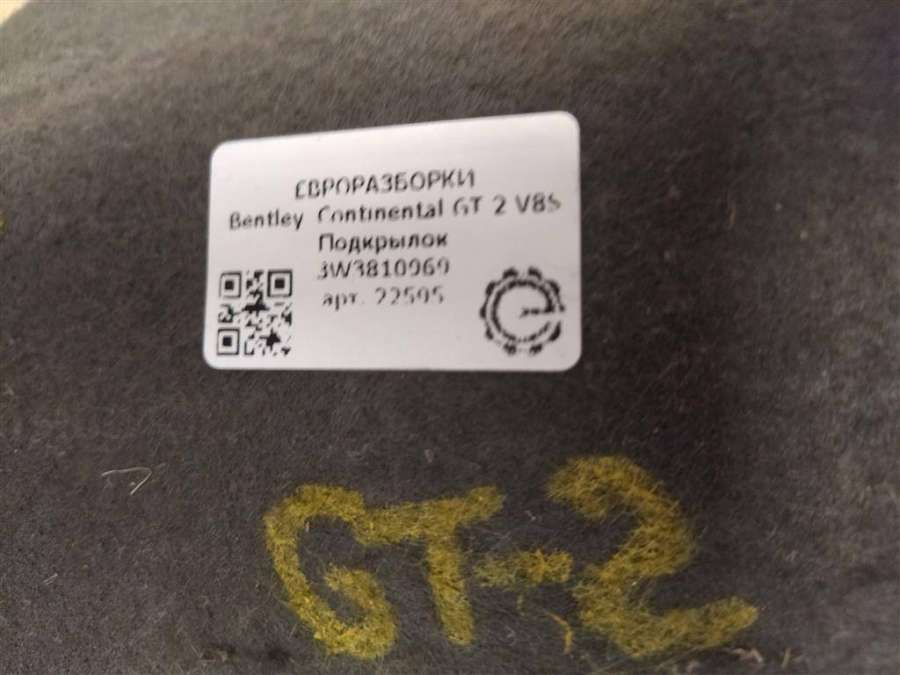 ЕВРОРАЗБОРКИ
Bentley Continental GT 2 V8S
Подкрылок
3W3810969
арт. 22595
GT-2